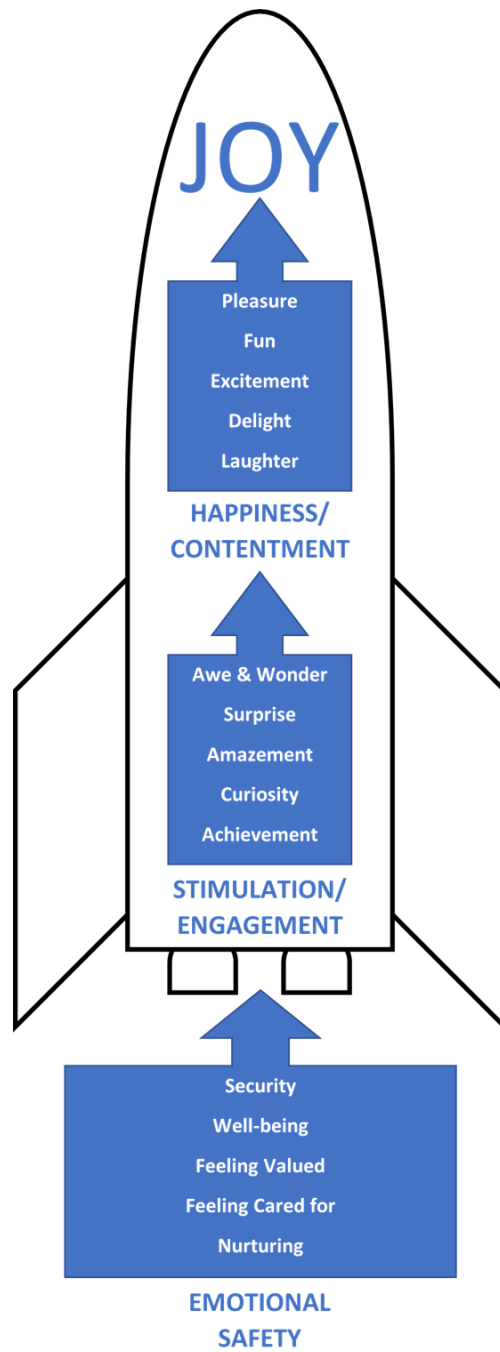 JOY
Pleasure
Fun
Excitement
Delight
Laughter
HAPPINESS/
CONTENTMENT
Awe & Wonder
Surprise
Amazement
Curiosity
Achievement
STIMULATION/
ENGAGEMENT
Security
Well-being
Feeling Valued
Feeling Cared for
Nurturing
EMOTIONAL
SAFETY